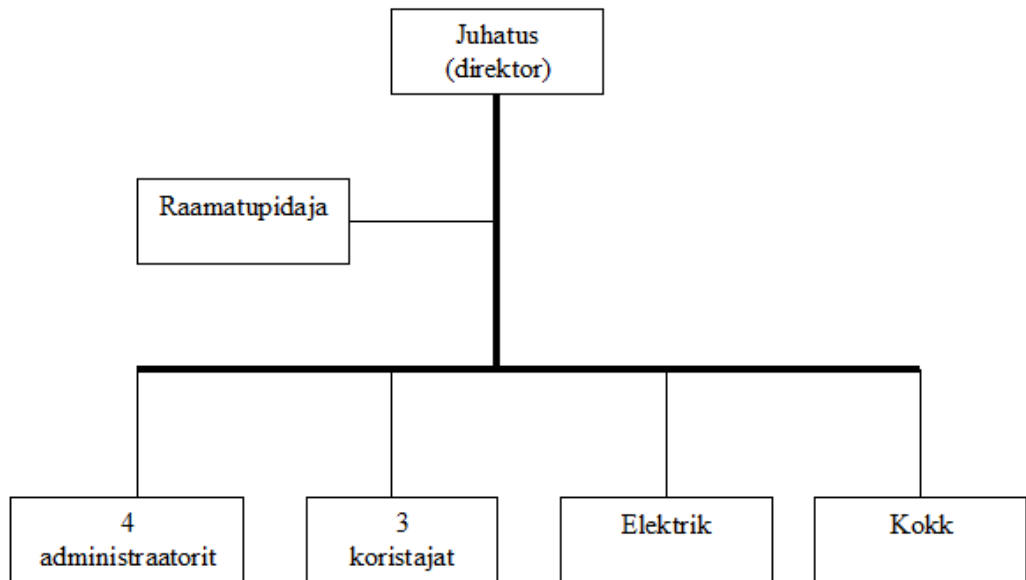 Juhatus
(direktor)
Raamatupidaja
4
administraatorit
3
koristajat
Elektrik
Kokk